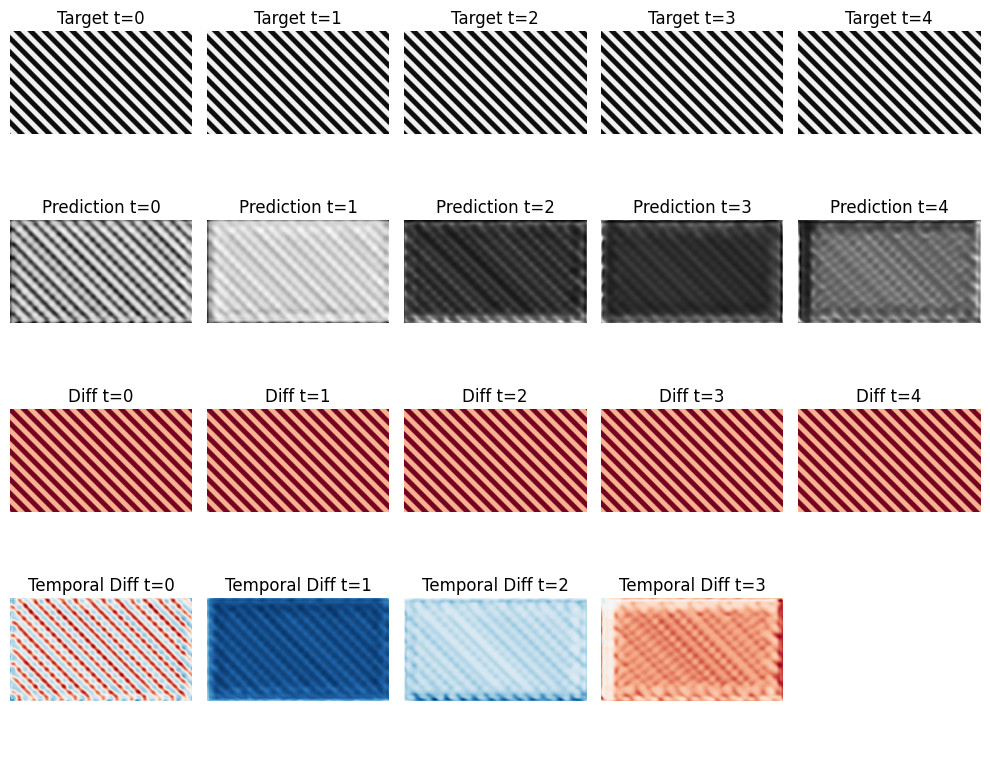 Target t=0
Target t=1
Target t=2
Target t=3
Target t=4
Prediction t=0
Prediction t=1
Prediction t=2
Prediction t=3
Prediction t=4
Diff t=0
Diff t=1
Diff t=2
Diff t=3
Diff t=4
Temporal Diff t=0
Temporal Diff t=1
Temporal Diff t=2
Temporal Diff t=3